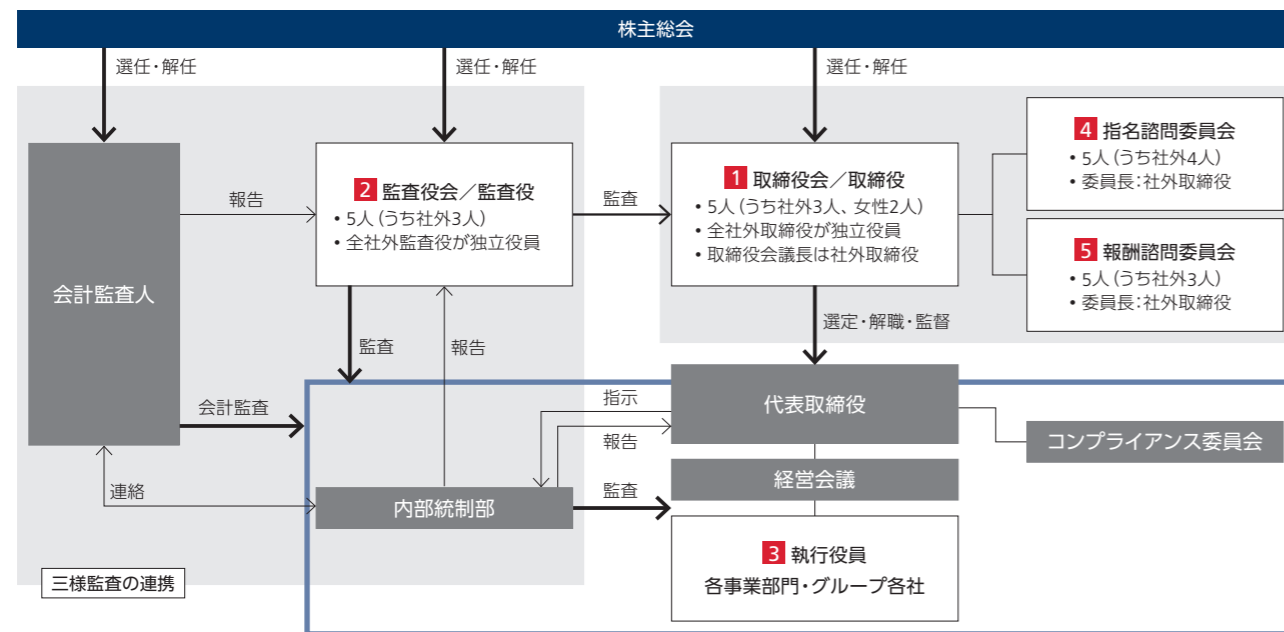 株主総会
選任・解任
選任・解任
選任・解任
会計監査人
報告
2 監査役会／監査役
• 5人（うち社外3人）
• 全社外監査役が独立役員
監査
1 取締役会／取締役
• 5人（うち社外3人、女性2人）
• 全社外取締役が独立役員
• 取締役会議長は社外取締役
4 指名諮問委員会
• 5人（うち社外4人）
• 委員長：社外取締役
5 報酬諮問委員会
• 5人（うち社外3人）
• 委員長：社外取締役
選定・解職・監督
監査
報告
会計監査
指示
報告
代表取締役
コンプライアンス委員会
連絡
内部統制部
監査
経営会議
3 執行役員
各事業部門・グループ各社
三様監査の連携